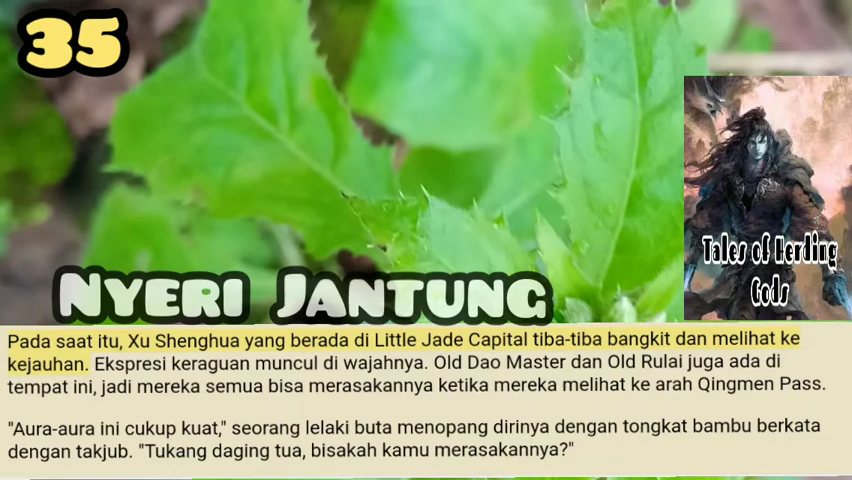 35
Tales of Herding
Gods
NYERI JANTUNG
Pada saat itu, Xu Shenghua yang berada di Little Jade Capital tiba-tiba bangkit dan melihat ke
kejauhan. Ekspresi keraguan muncul di wajahnya. Old Dao Master dan Old Rulai juga ada di
tempat ini, jadi mereka semua bisa merasakannya ketika mereka melihat ke arah Qingmen Pass.
"Aura-aura ini cukup kuat," seorang lelaki buta menopang dirinya dengan tongkat bambu berkata
dengan takjub. "Tukang daging tua, bisakah kamu merasakannya?"